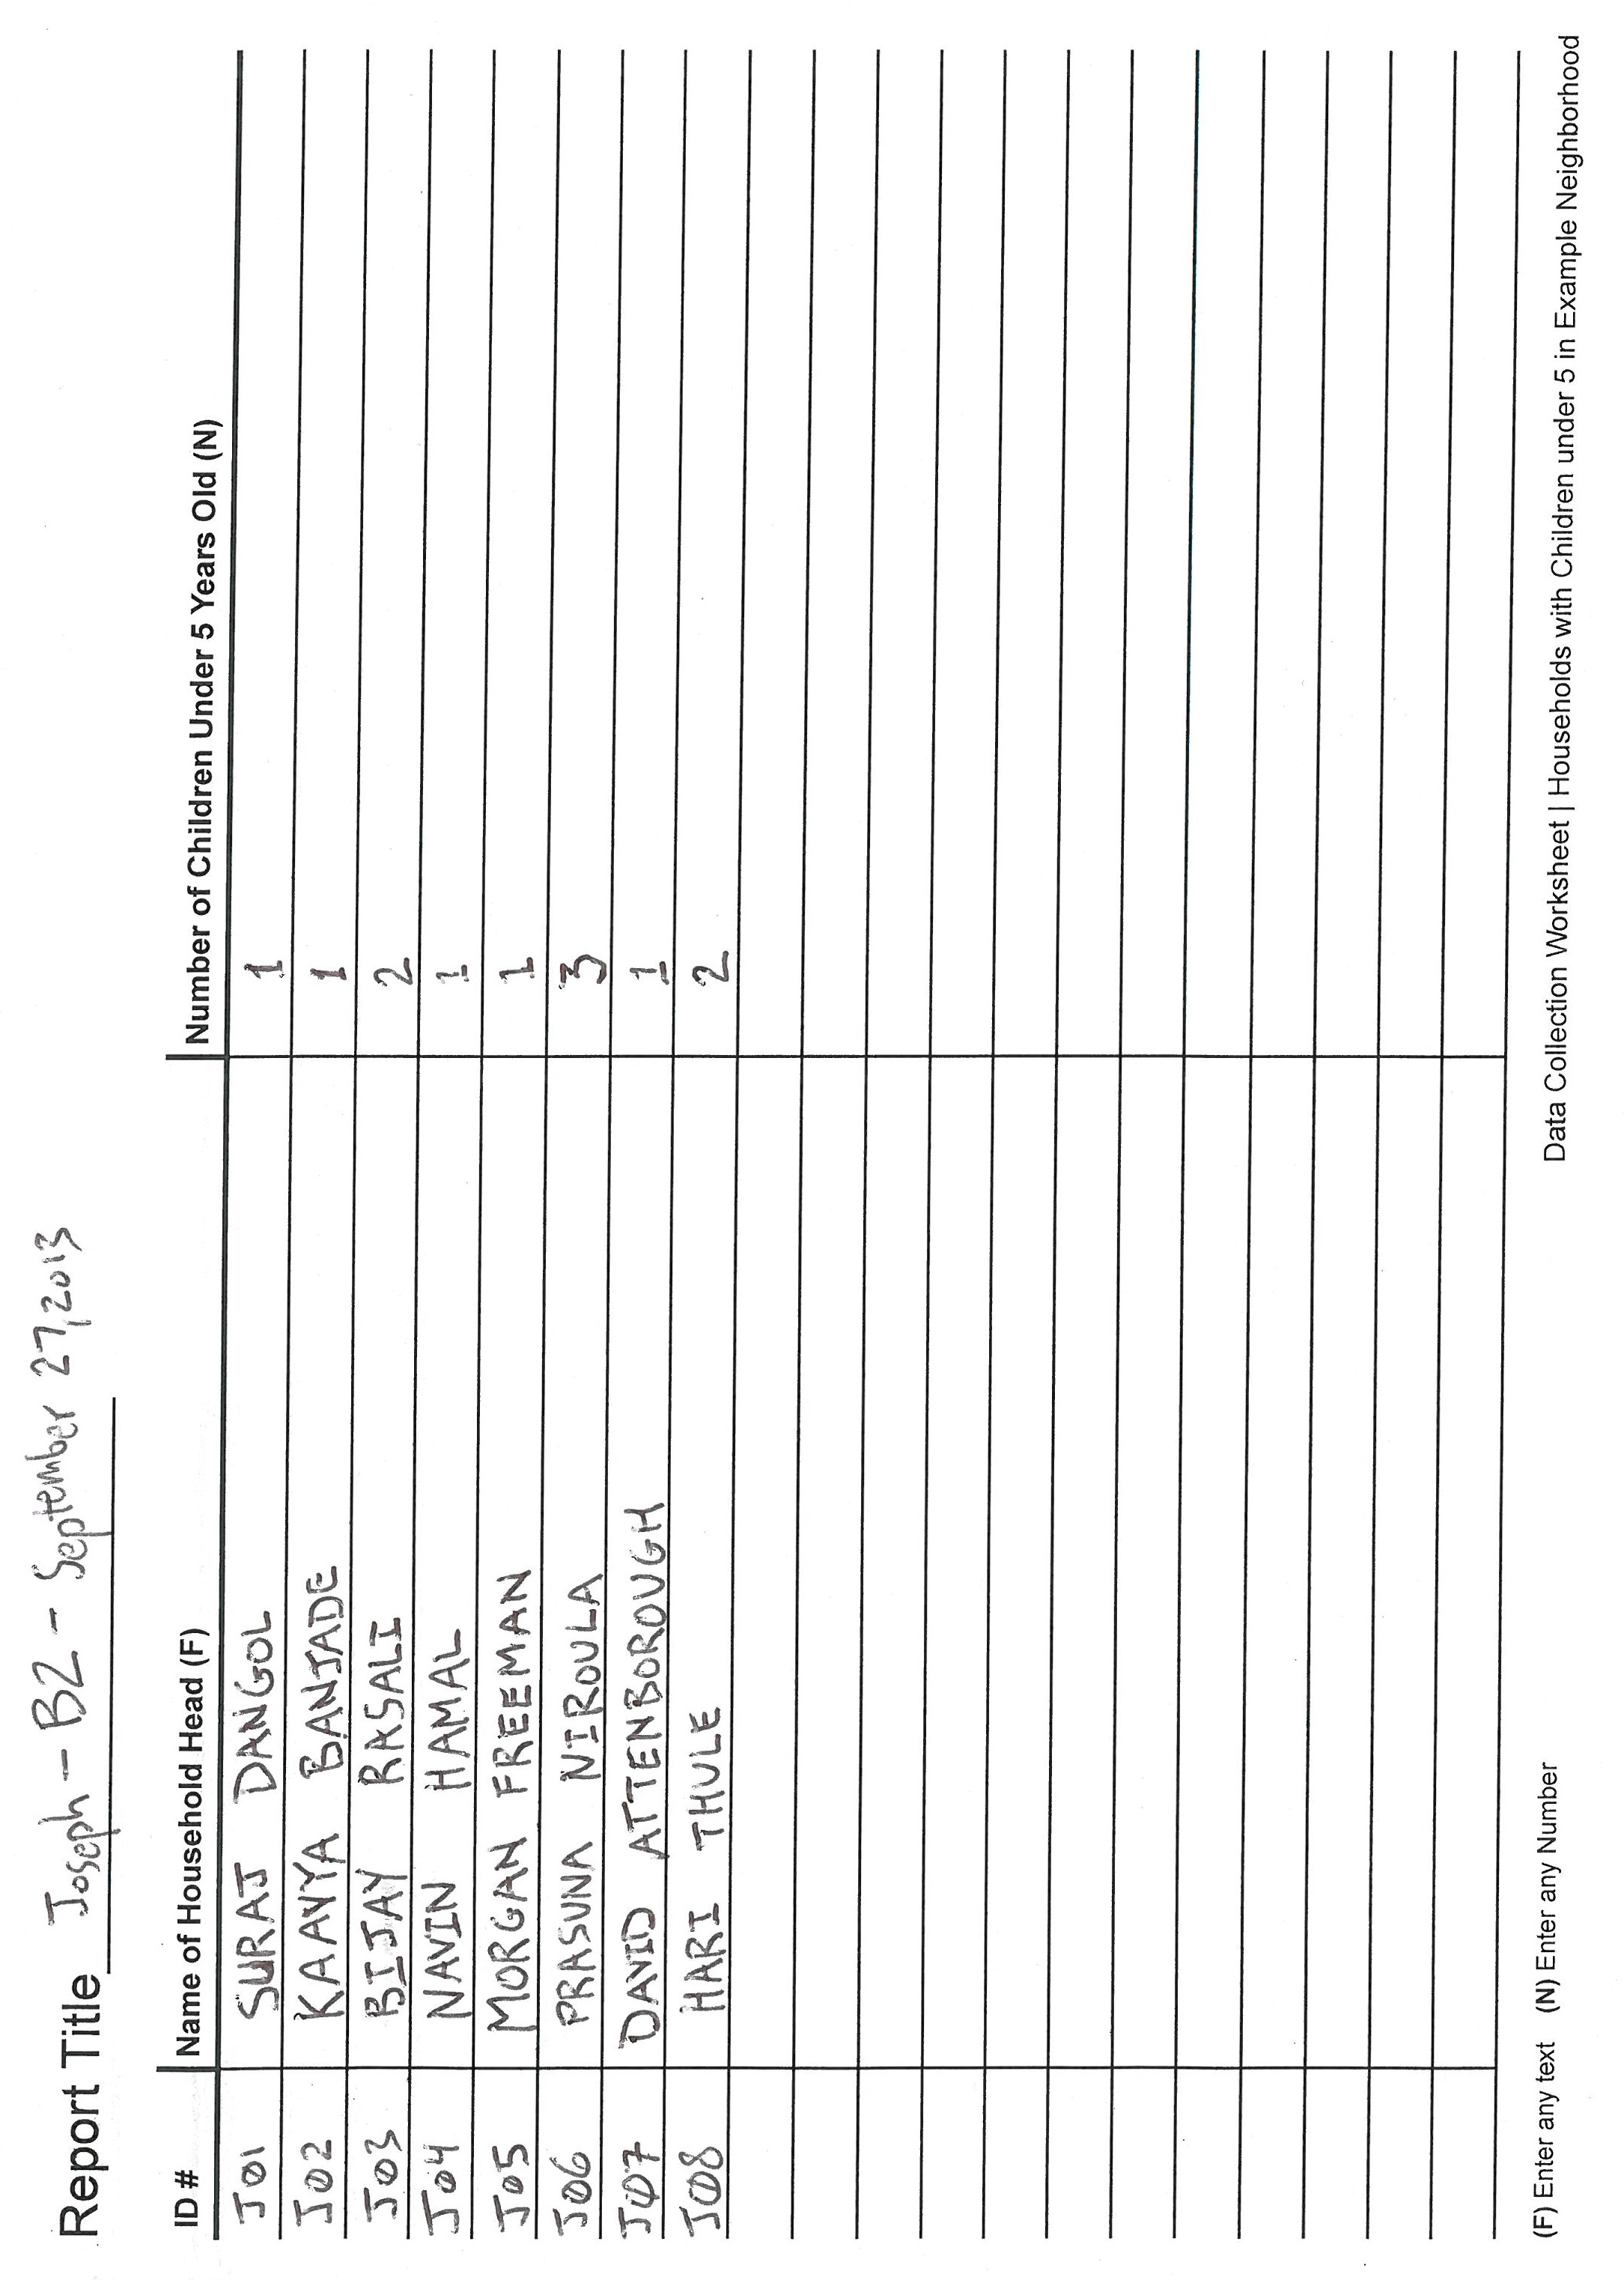 Report Title Joseph - B2 - September 27, 2013
ID # Name of Household Head (F) Number of Children Under 5 Years Old (N)
J01 SURAJ DANGOL 1
J02 KAAVYA BANJADE 1
J03 BIJAY RASALI 2
J04 NAVIN HAMAL 1
J05 MORGAN FREEMAN 1
J06 PRASUNA NIROULA 3
J07 DAVID ATTENBOROUGH 1
J08 HARI THULE 2
(F) Enter any text (N) Enter any Number
Data Collection Worksheet | Households with Children under 5 in Example Neighborhood